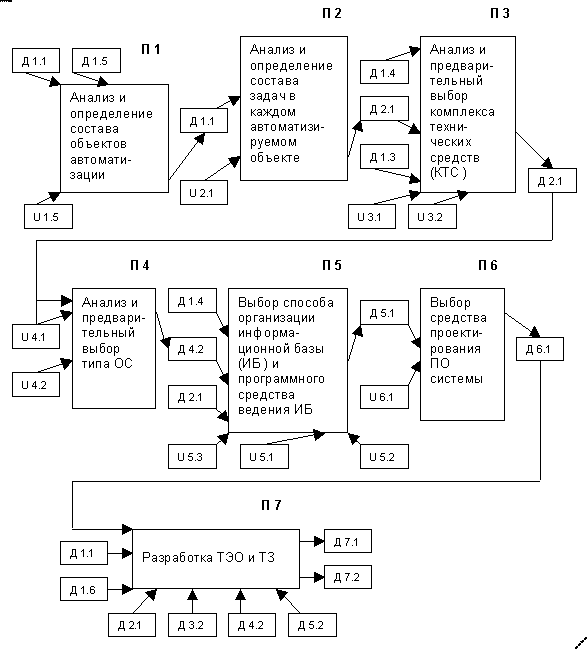 П 2
П 3
П 1
Д 1.1
Д 1.5
Анализ и
определение
состава
объектов
автомати-
зации
U 1.5
Д 1.1
U 2.1
Анализ и
определение
состава
задач в
каждом
автоматизи-
руемом
объекте
Д 1.4
Д 2.1
Д 1.3
U 3.1
U 3.2
Анализ и
предвари-
тельный
выбор
комплекса
техни-
ческих
средств
(КТС )
Д 2.1
П 4
П 5
П 6
U 4.1
U 4.2
Анализ и
предвари-
тельный
выбор
типа ОС
Д 1.4
Д 4.2
Д 2.1
U 5.3
U 5.1
U 5.2
Выбор способа
организации
информа-
ционной базы
(ИБ ) и
программного
средства
ведения ИБ
Д 5.1
U 6.1
Выбор
средства
проекти-
рования
ПО
системы
Д 6.1
П 7
Д 1.1
Д 1.6
Разработка ТЭО и ТЗ
Д 7.1
Д 7.2
Д 2.1
Д 3.2
Д 4.2
Д 5.2